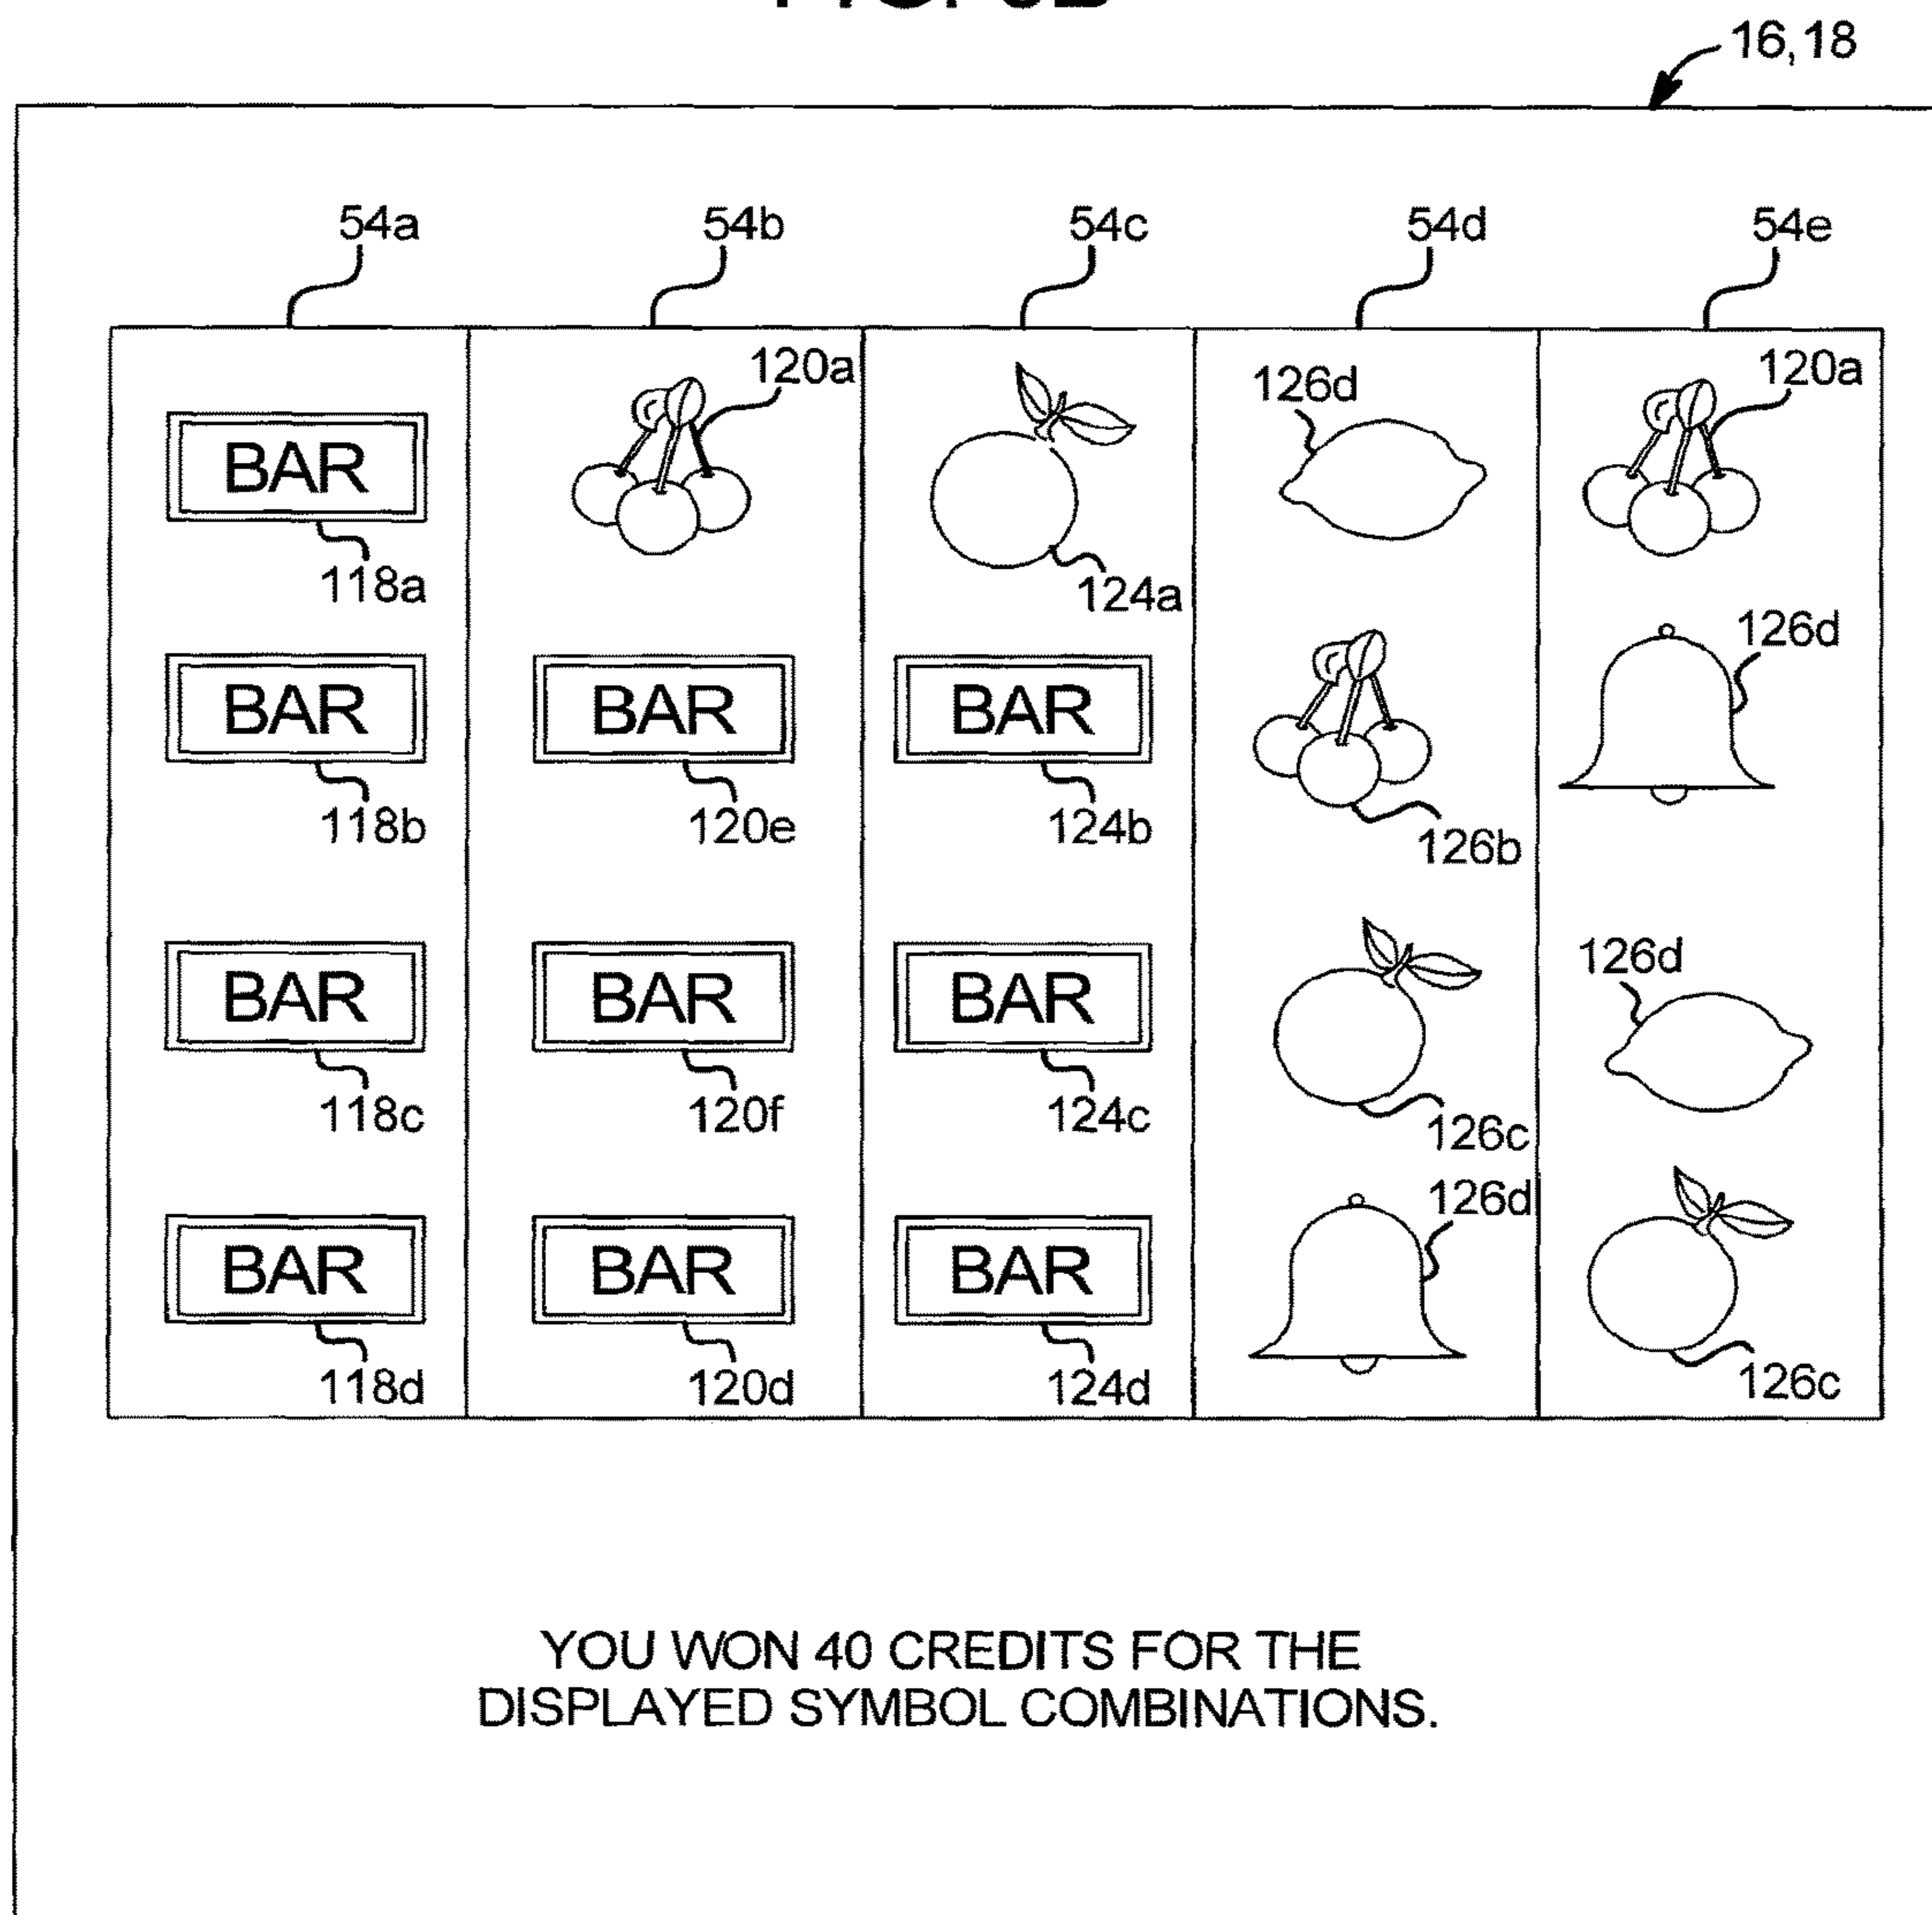 16,18
54a 54b 54c 54d 54e
120a 126d 120a
BAR
118a 124a
126d
BAR BAR BAR
118b 120e 124b 126b
126d
BAR BAR BAR
118c 120f 124c 126c
126d
BAR BAR BAR
118d 120d 124d 126c
YOU WON 40 CREDITS FOR THE
DISPLAYED SYMBOL COMBINATIONS.